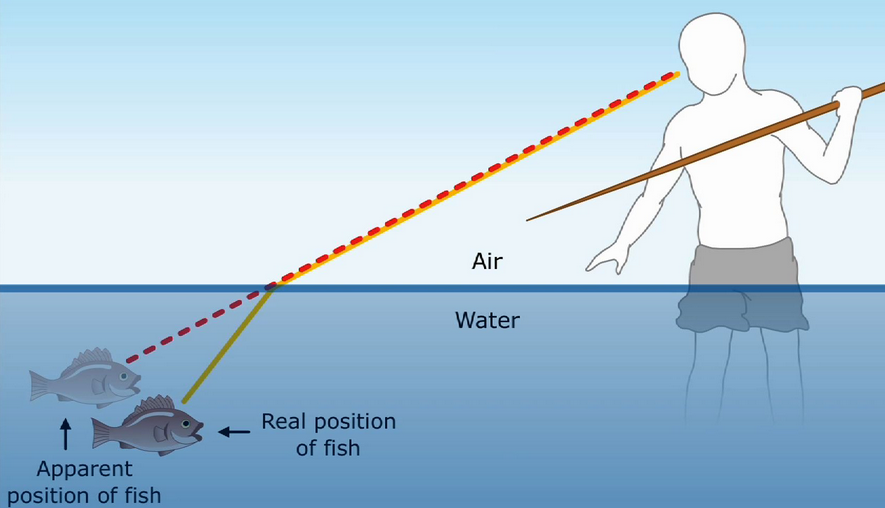 Air
Water
Real position
of fish
Apparent
position of fish